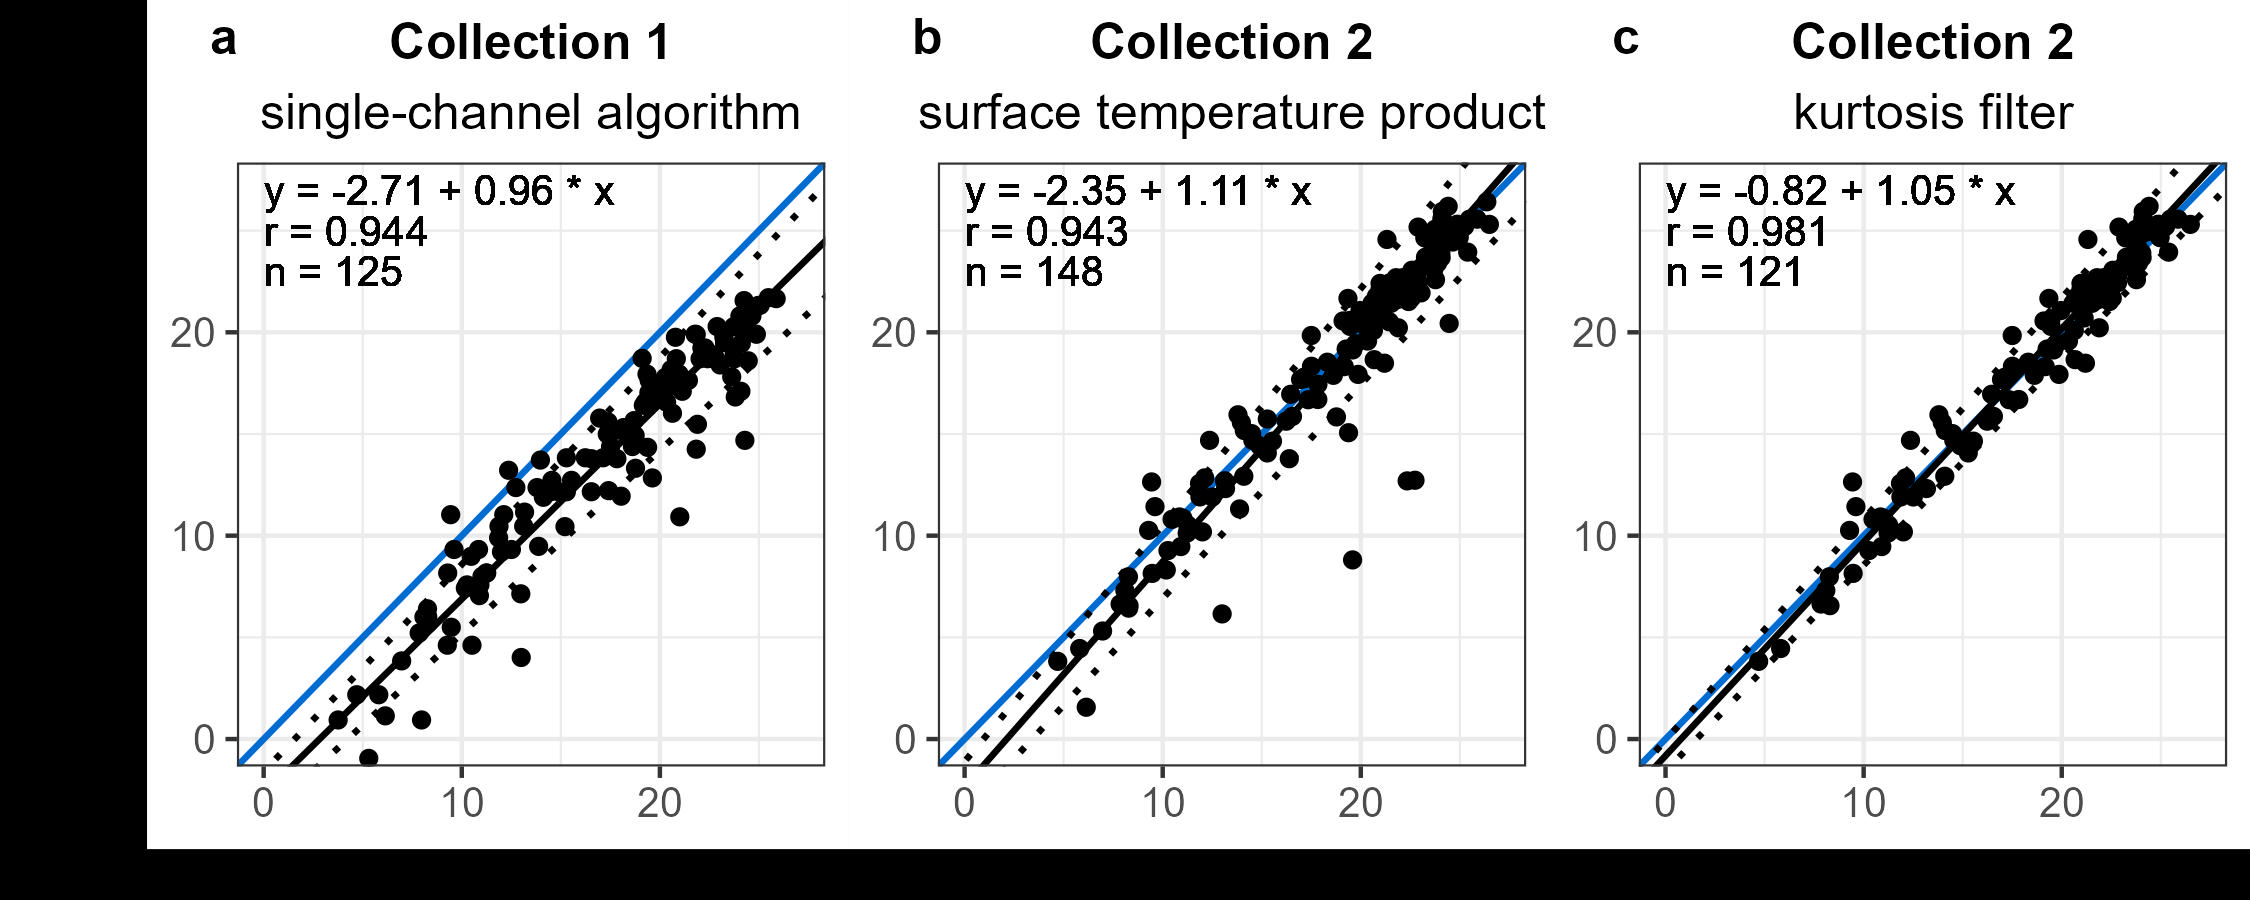 a
Collection 1
single-channel algorithm
y = -2.71 + 0.96 * x
r = 0.944
n = 125
20
10
0
0 10 20
b
Collection 2
surface temperature product
y = -2.35 + 1.11 * x
r = 0.943
n = 148
20
10
0
0 10 20
c
Collection 2
kurtosis filter
y = -0.82 + 1.05 * x
r = 0.981
n = 121
20
10
0
0 10 20